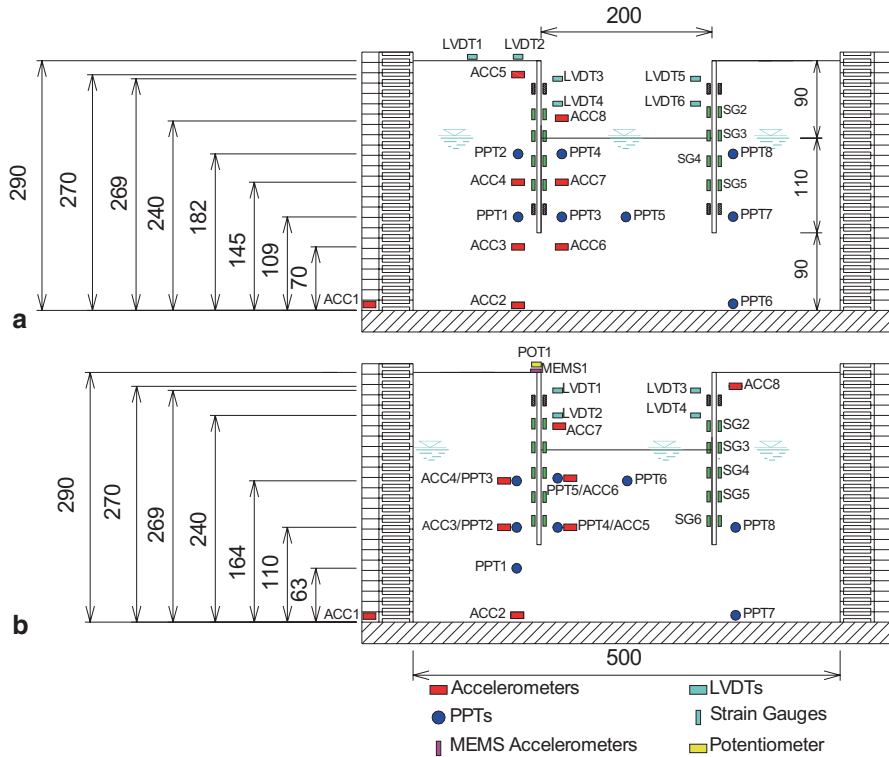 200
LVDT1 LVDT2
ACC5 LVDT3 LVDT5
LVDT4 LVDT6 SG2
ACC8
SG3
PPT2 PPT4 SG4 PPT8
ACC4 ACC7 SG5
PPT1 PPT3 PPT5 PPT7
ACC3 ACC6
ACC1 ACC2 PPT6
290 270 269 240 182 145 109 70
90
110
90
a
POT1
MEMS1
LVDT1 LVDT3 ACC8
LVDT2 LVDT4
ACC7 SG2
SG3
ACC4/PPT3 PPT6 SG4
PPT5/ACC6
SG5
ACC3/PPT2 PPT4/ACC5 SG6 PPT8
PPT1
ACC1 ACC2 PPT7
290 270 269 240 164 110 63
b
500
Accelerometers LVDTs
PPTs Strain Gauges
MEMS Accelerometers Potentiometer